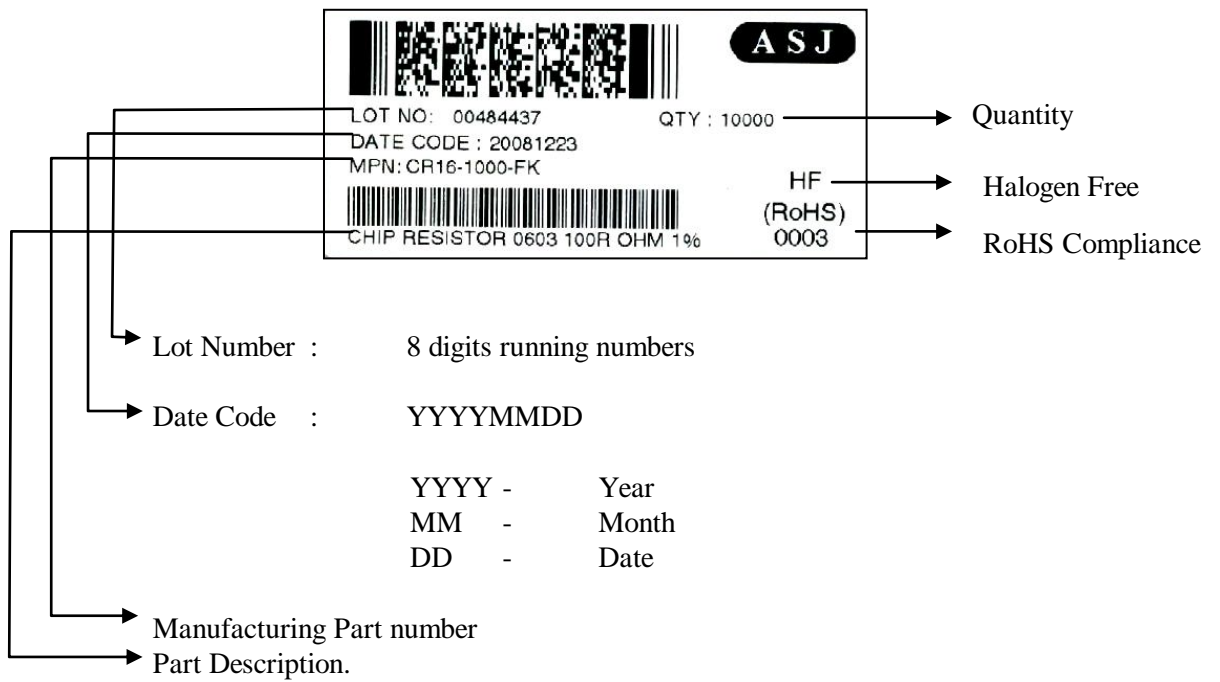 ASJ
LOT NO: 00484437 QTY : 10000
Quantity
DATE CODE : 20081223
MPN: CR16-1000-FK
HF
Halogen Free
(RoHS)
CHIP RESISTOR 0603 100R OHM 1% 0003
RoHS Compliance
Lot Number : 8 digits running numbers
Date Code : YYYYMMDD
YYYY - Year
MM - Month
DD - Date
Manufacturing Part number
Part Description.